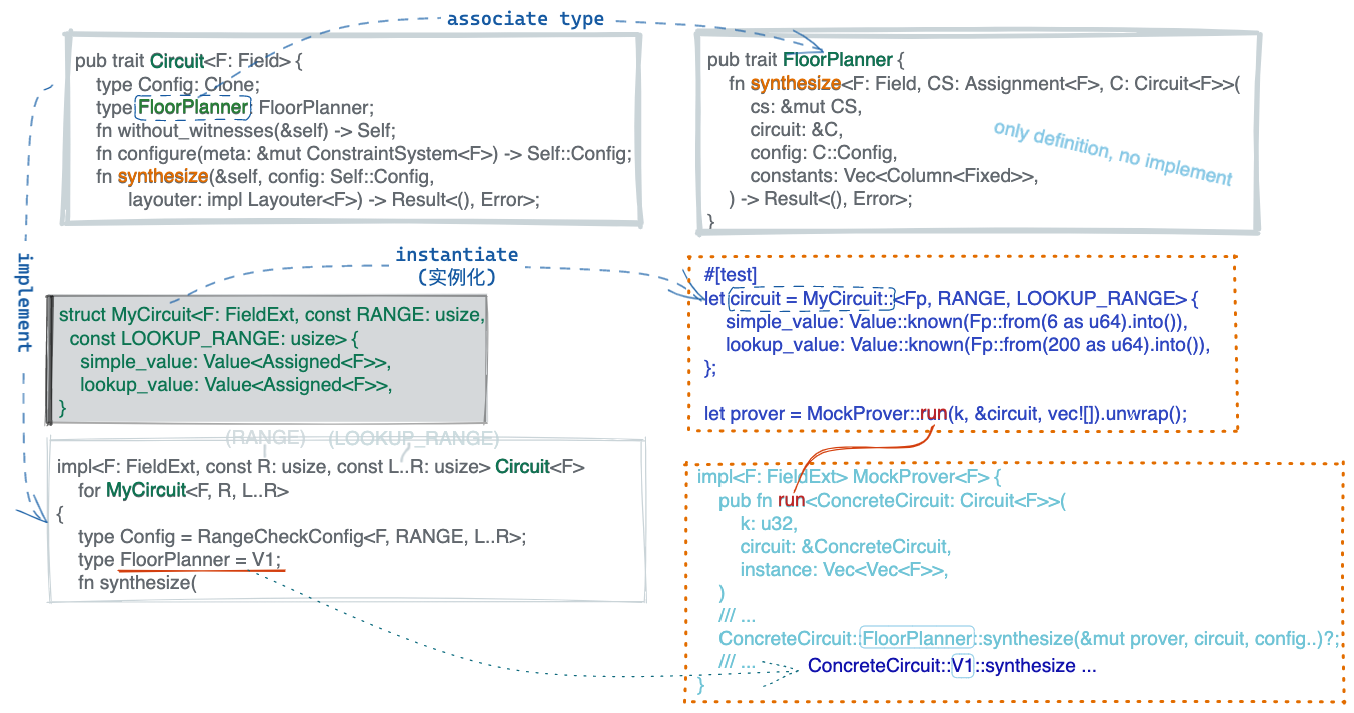 associate type
pub trait Circuit<F: Field> {
type Config: Clone;
type FloorPlanner: FloorPlanner;
fn without_witnesses(&self) -> Self;
fn configure(meta: &mut ConstraintSystem<F>) -> Self::Config;
fn synthesize(&self, config: Self::Config,
layouter: impl Layouter<F>) -> Result<(), Error>;
pub trait FloorPlanner {
fn synthesize<F: Field, CS: Assignment<F>, C: Circuit<F>>(
cs: &mut CS,
circuit: &C,
config: C::Config,
constants: Vec<Column<Fixed>>,
) -> Result<(), Error>;
}
only definition, no implement
implement
instantiate
(实例化)
struct MyCircuit<F: FieldExt, const RANGE: usize,
const LOOKUP_RANGE: usize> {
simple_value: Value<Assigned<F>>,
lookup_value: Value<Assigned<F>>,
}
#[test]
let circuit = MyCircuit::<Fp, RANGE, LOOKUP_RANGE> {
simple_value: Value::known(Fp::from(6 as u64).into()),
lookup_value: Value::known(Fp::from(200 as u64).into()),
};
let prover = MockProver::run(k, &circuit, vec![]).unwrap();
(RANGE) (LOOKUP_RANGE)
impl<F: FieldExt, const R: usize, const L..R: usize> Circuit<F>
for MyCircuit<F, R, L..R>
{
type Config = RangeCheckConfig<F, RANGE, L..R>;
type FloorPlanner = V1;
fn synthesize(
impl<F: FieldExt> MockProver<F> {
pub fn run<ConcreteCircuit: Circuit<F>>(
k: u32,
circuit: &ConcreteCircuit,
instance: Vec<Vec<F>>,
)
/// ...
ConcreteCircuit::FloorPlanner::synthesize(&mut prover, circuit, config..)?;
/// ...
ConcreteCircuit::V1::synthesize ...
}